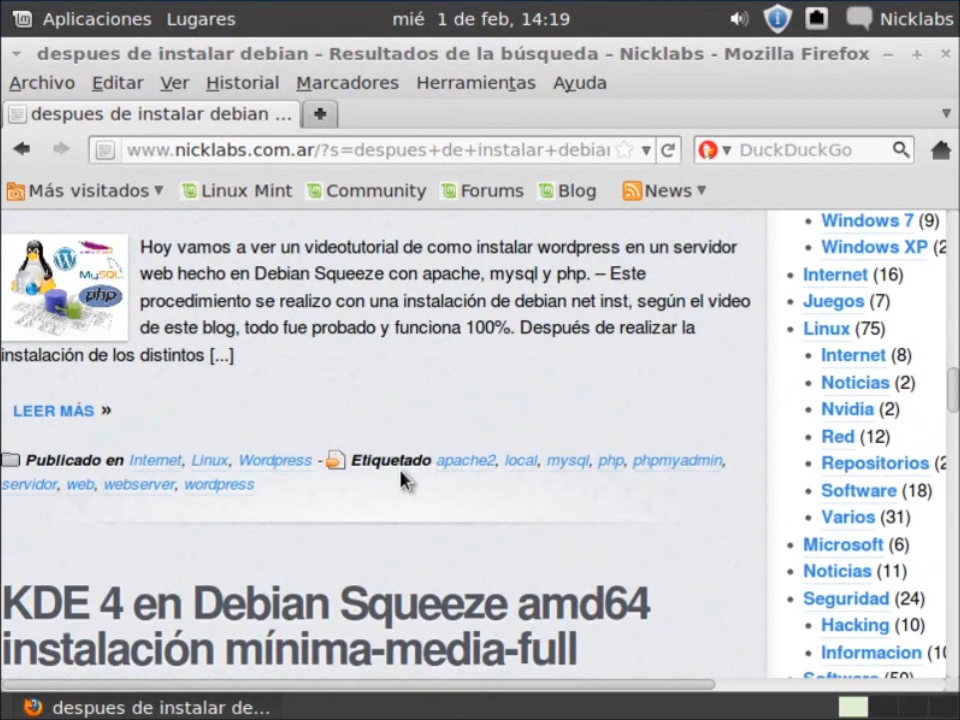 Aplicaciones Lugares mié 1 de feb, 14:19 Nicklabs
despues de instalar debian – Resultados de la búsqueda – Nicklabs - Mozilla Firefox
Archivo Editar Ver Historial Marcadores Herramientas Ayuda
despues de instalar debian ...
www.nicklabs.com.ar/?s=despues+de+instalar+debian DuckDuckGo
Más visitados Linux Mint Community Forums Blog News
Hoy vamos a ver un videotutorial de como instalar wordpress en un servidor
web hecho en Debian Squeeze con apache, mysql y php. – Este
procedimiento se realizo con una instalación de debian net inst, según el video
de este blog, todo fue probado y funciona 100%. Después de realizar la
instalación de los distintos [...]
MySQL
php
LEER MÁS »
Publicado en Internet, Linux, Wordpress - Etiquetado apache2, local, mysql, php, phpmyadmin,
servidor, web, webserver, wordpress
KDE 4 en Debian Squeeze amd64
instalación mínima-media-full
Windows 7 (9)
Windows XP (2
Internet (16)
Juegos (7)
Linux (75)
Internet (8)
Noticias (2)
Nvidia (2)
Red (12)
Repositorios (2
Software (18)
Varios (31)
Microsoft (6)
Noticias (11)
Seguridad (24)
Hacking (10)
Informacion (10
Software (50)
despues de instalar de...